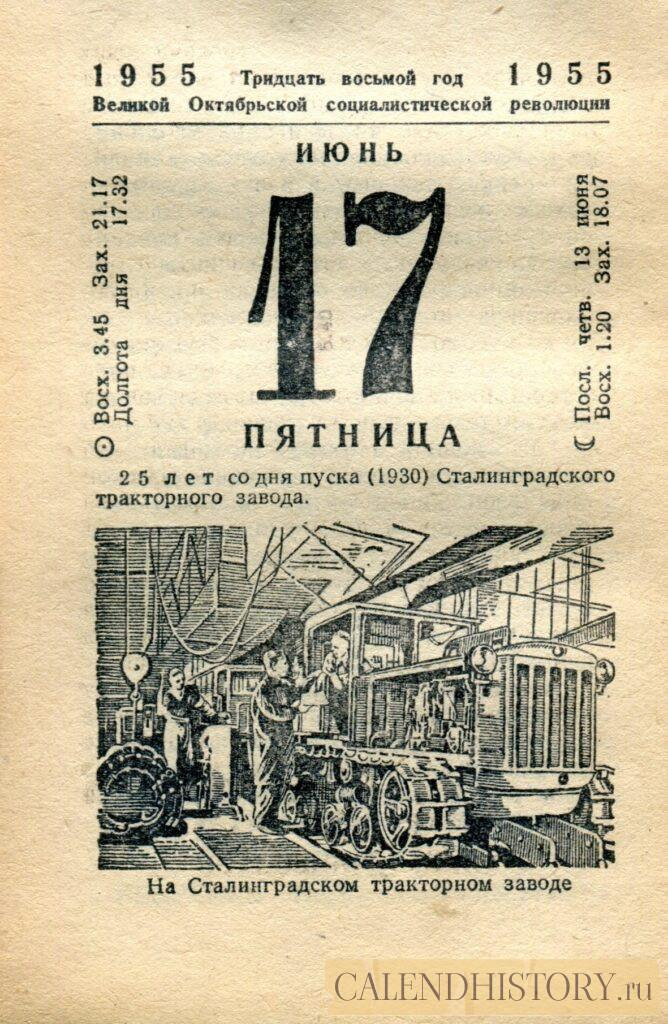 1955 Тридцать восьмой год 1955
Великой Октябрьской социалистической революции
ИЮНЬ
☉ Восх. 3.45 Зах. 21.17
Долгота дня 17.32
17
☾ Посл. четв. 13 июня
Восх. 1.20 Зах. 18.07
ПЯТНИЦА
25 лет со дня пуска (1930) Сталинградского
тракторного завода.
На Сталинградском тракторном заводе
CALENDHISTORY.ru